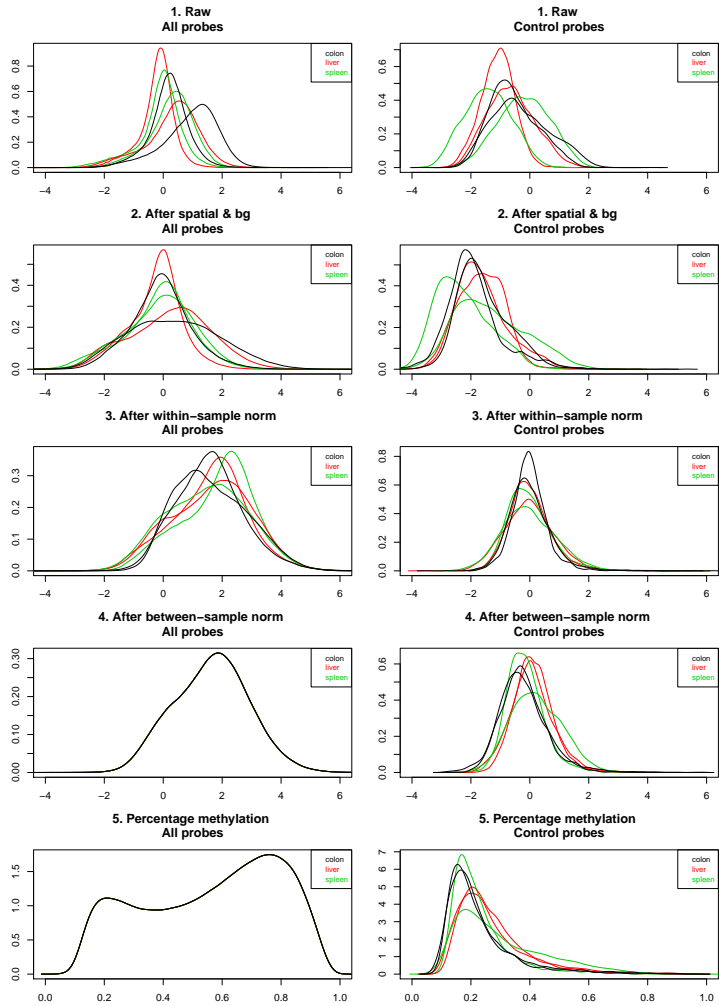 1. Raw
All probes
colon
liver
spleen
0.0 0.2 0.4 0.6 0.8
−4 −2 0 2 4 6
1. Raw
Control probes
colon
liver
spleen
0.0 0.2 0.4 0.6
−4 −2 0 2 4 6
2. After spatial & bg
All probes
colon
liver
spleen
0.0 0.2 0.4
−4 −2 0 2 4 6
2. After spatial & bg
Control probes
colon
liver
spleen
0.0 0.2 0.4
−4 −2 0 2 4 6
3. After within−sample norm
All probes
colon
liver
spleen
0.0 0.1 0.2 0.3
−4 −2 0 2 4 6
3. After within−sample norm
Control probes
colon
liver
spleen
0.0 0.2 0.4 0.6 0.8
−4 −2 0 2 4 6
4. After between−sample norm
All probes
colon
liver
spleen
0.00 0.10 0.20 0.30
−4 −2 0 2 4 6
4. After between−sample norm
Control probes
colon
liver
spleen
0.0 0.2 0.4 0.6
−4 −2 0 2 4 6
5. Percentage methylation
All probes
colon
liver
spleen
0.0 0.5 1.0 1.5
0.0 0.2 0.4 0.6 0.8 1.0
5. Percentage methylation
Control probes
colon
liver
spleen
0 1 2 3 4 5 6 7
0.0 0.2 0.4 0.6 0.8 1.0